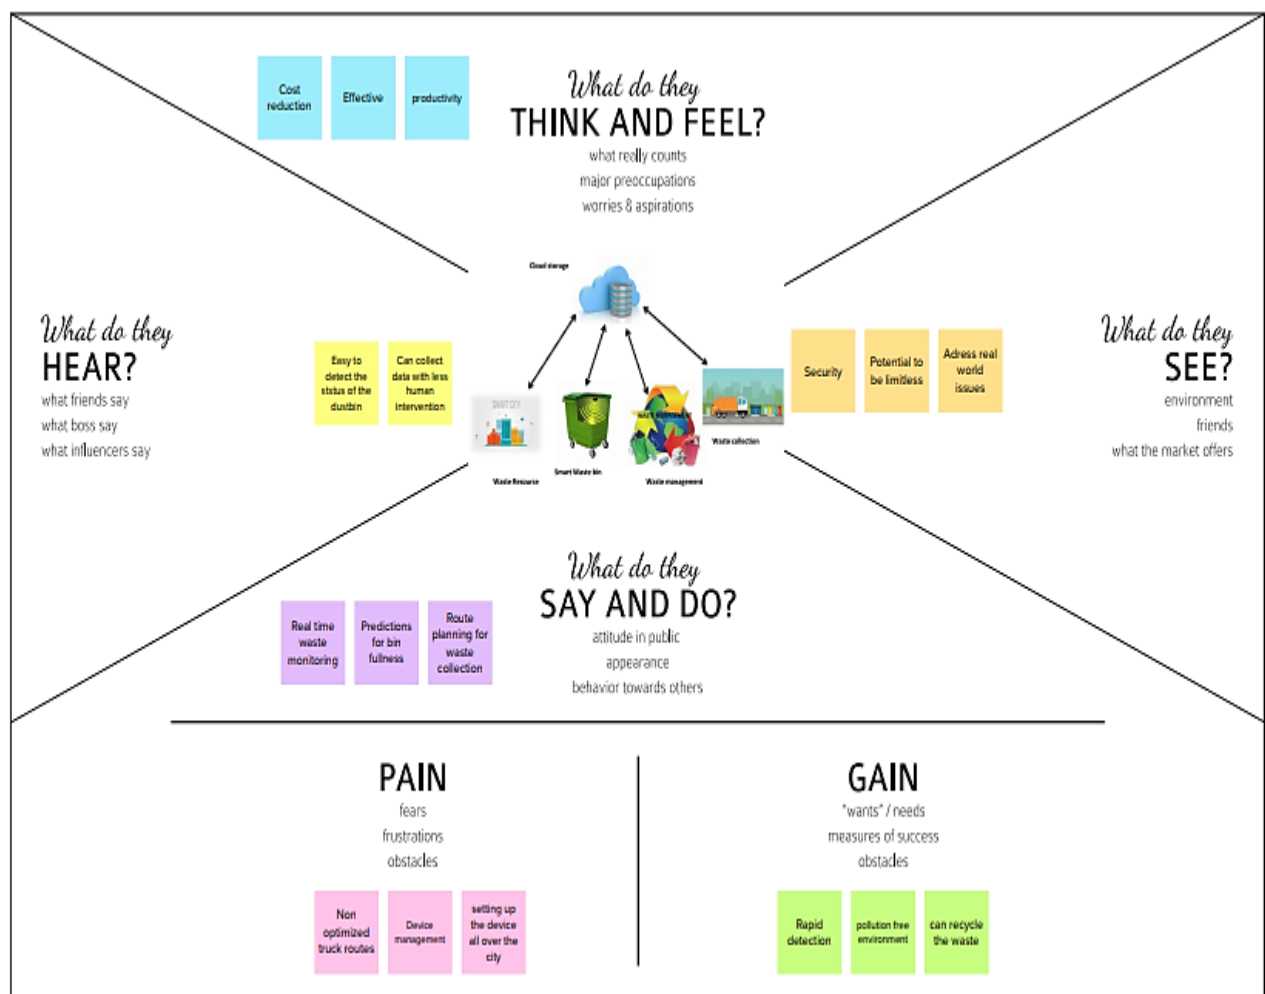 Cost
reduction
Effective
productivity
What do they
THINK AND FEEL?
what really counts
major preoccupations
worries & aspirations
What do they
HEAR?
what friends say
what boss say
what influencers say
Easy to
detect the
status of the
dustbin
Can collect
data with less
human
intervention
Cloud storage
SMART CITY
Waste Resource
Smart Waste bin
Waste management
Waste collection
Security
Potential to
be limitless
Adress real
world
issues
What do they
SEE?
environment
friends
what the market offers
What do they
SAY AND DO?
attitude in public
appearance
behavior towards others
Real time
waste
monitoring
Predictions
for bin
fullness
Route
planning for
waste
collection
PAIN
fears
frustrations
obstacles
Non
optimized
truck routes
Device
management
setting up
the device
all over the
city
GAIN
"wants" / needs
measures of success
obstacles
Rapid
detection
pollution free
environment
can recycle
the waste